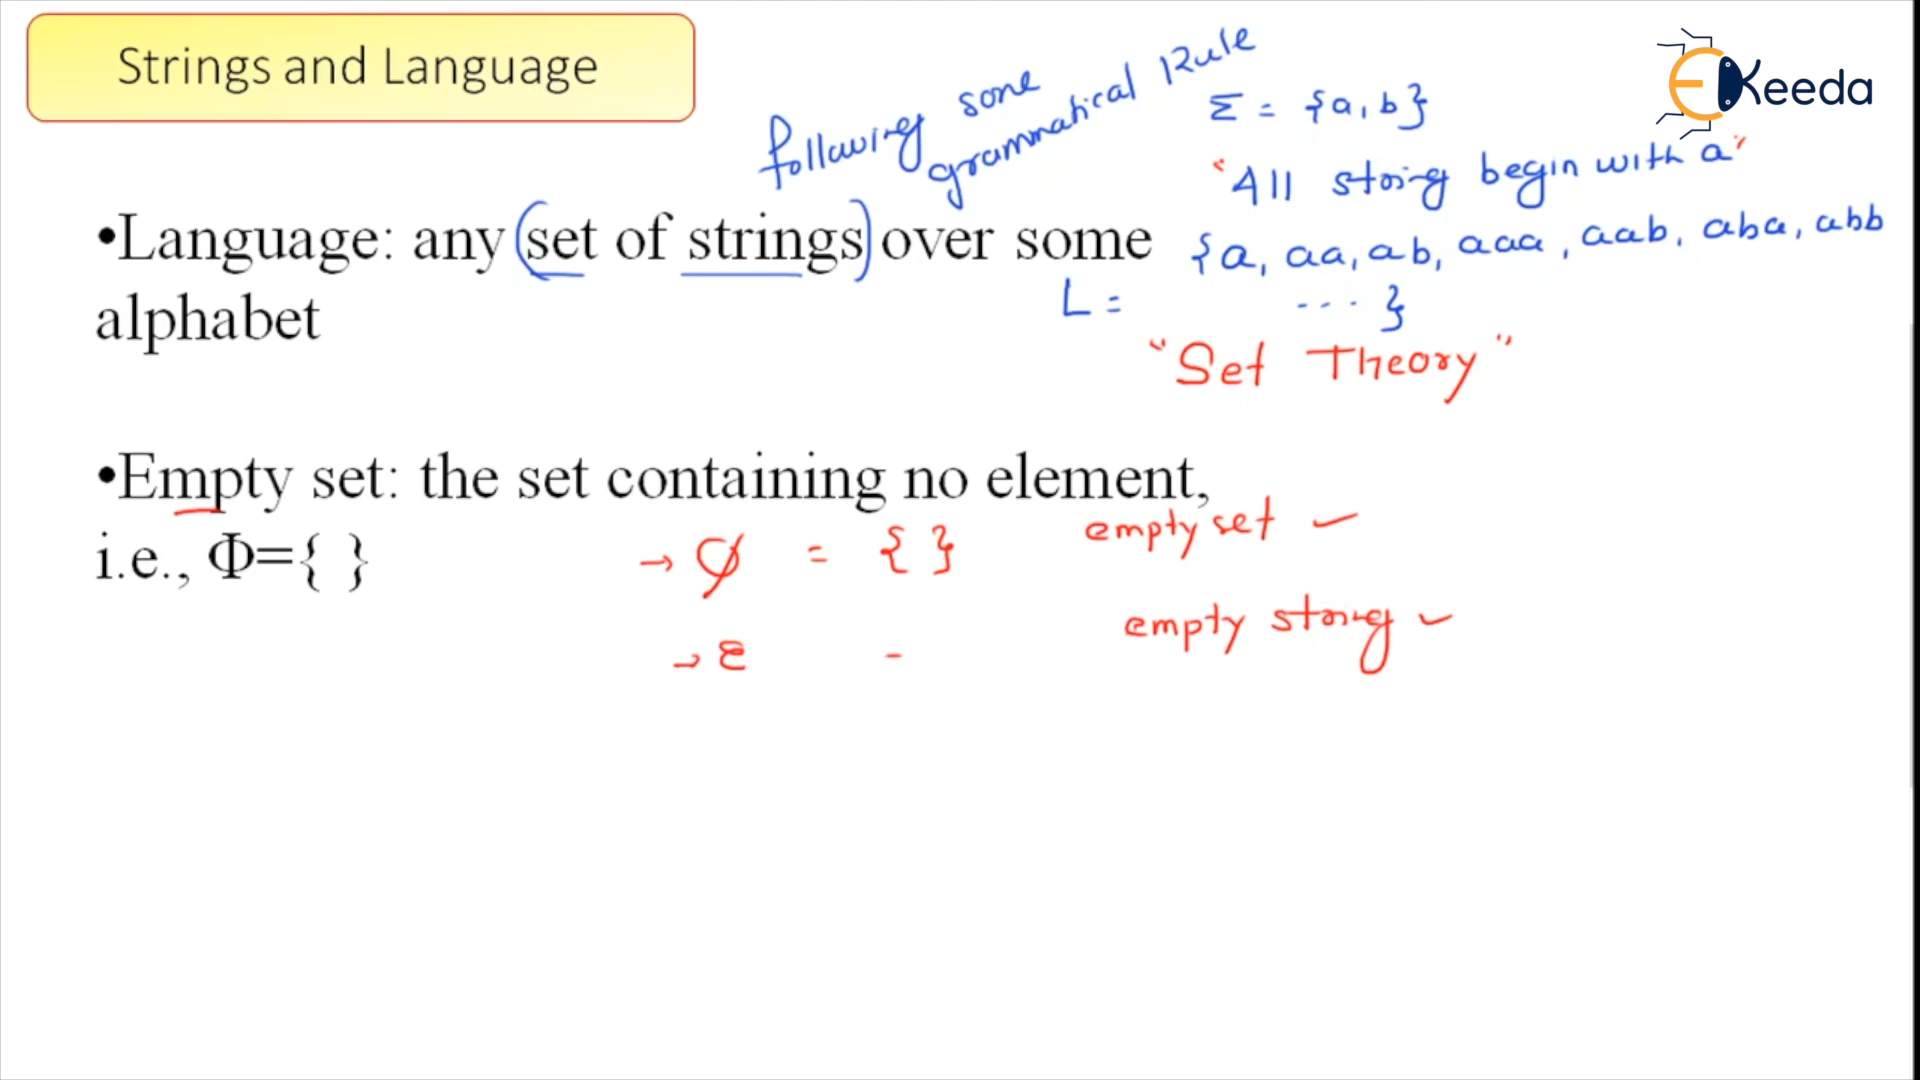 Strings and Language
EKeeda
following some
grammatical Rule
Σ = {a, b}
"All string begin with a"
•Language: any (set of strings) over some
alphabet
{a, aa, ab, aaa, aab, aba, abb
L = ---- }
"Set Theory"
•Empty set: the set containing no element,
i.e., Φ={ }
→ ∅ = { } empty set ✓
→ ε - empty string ✓